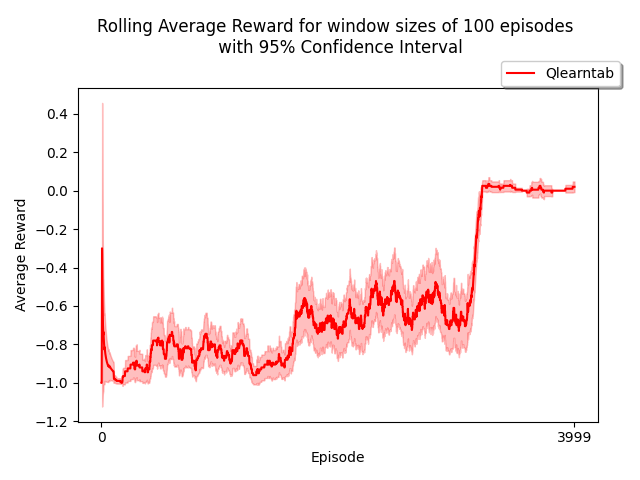 Rolling Average Reward for window sizes of 100 episodes
with 95% Confidence Interval
Qlearntab
0.4
0.2
0.0
−0.2
−0.4
−0.6
−0.8
−1.0
−1.2
Average Reward
0
3999
Episode